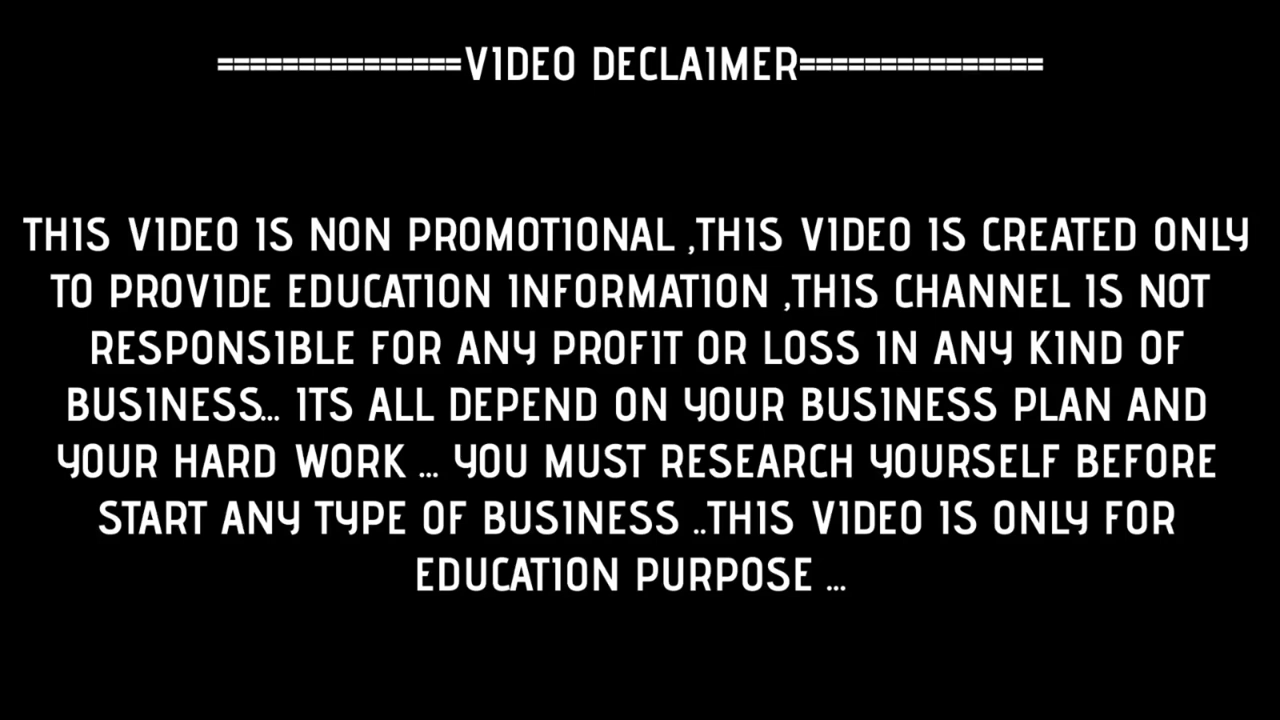 ===============VIDEO DECLAIMER===============
THIS VIDEO IS NON PROMOTIONAL ,THIS VIDEO IS CREATED ONLY
TO PROVIDE EDUCATION INFORMATION ,THIS CHANNEL IS NOT
RESPONSIBLE FOR ANY PROFIT OR LOSS IN ANY KIND OF
BUSINESS... ITS ALL DEPEND ON YOUR BUSINESS PLAN AND
YOUR HARD WORK ... YOU MUST RESEARCH YOURSELF BEFORE
START ANY TYPE OF BUSINESS ..THIS VIDEO IS ONLY FOR
EDUCATION PURPOSE ...